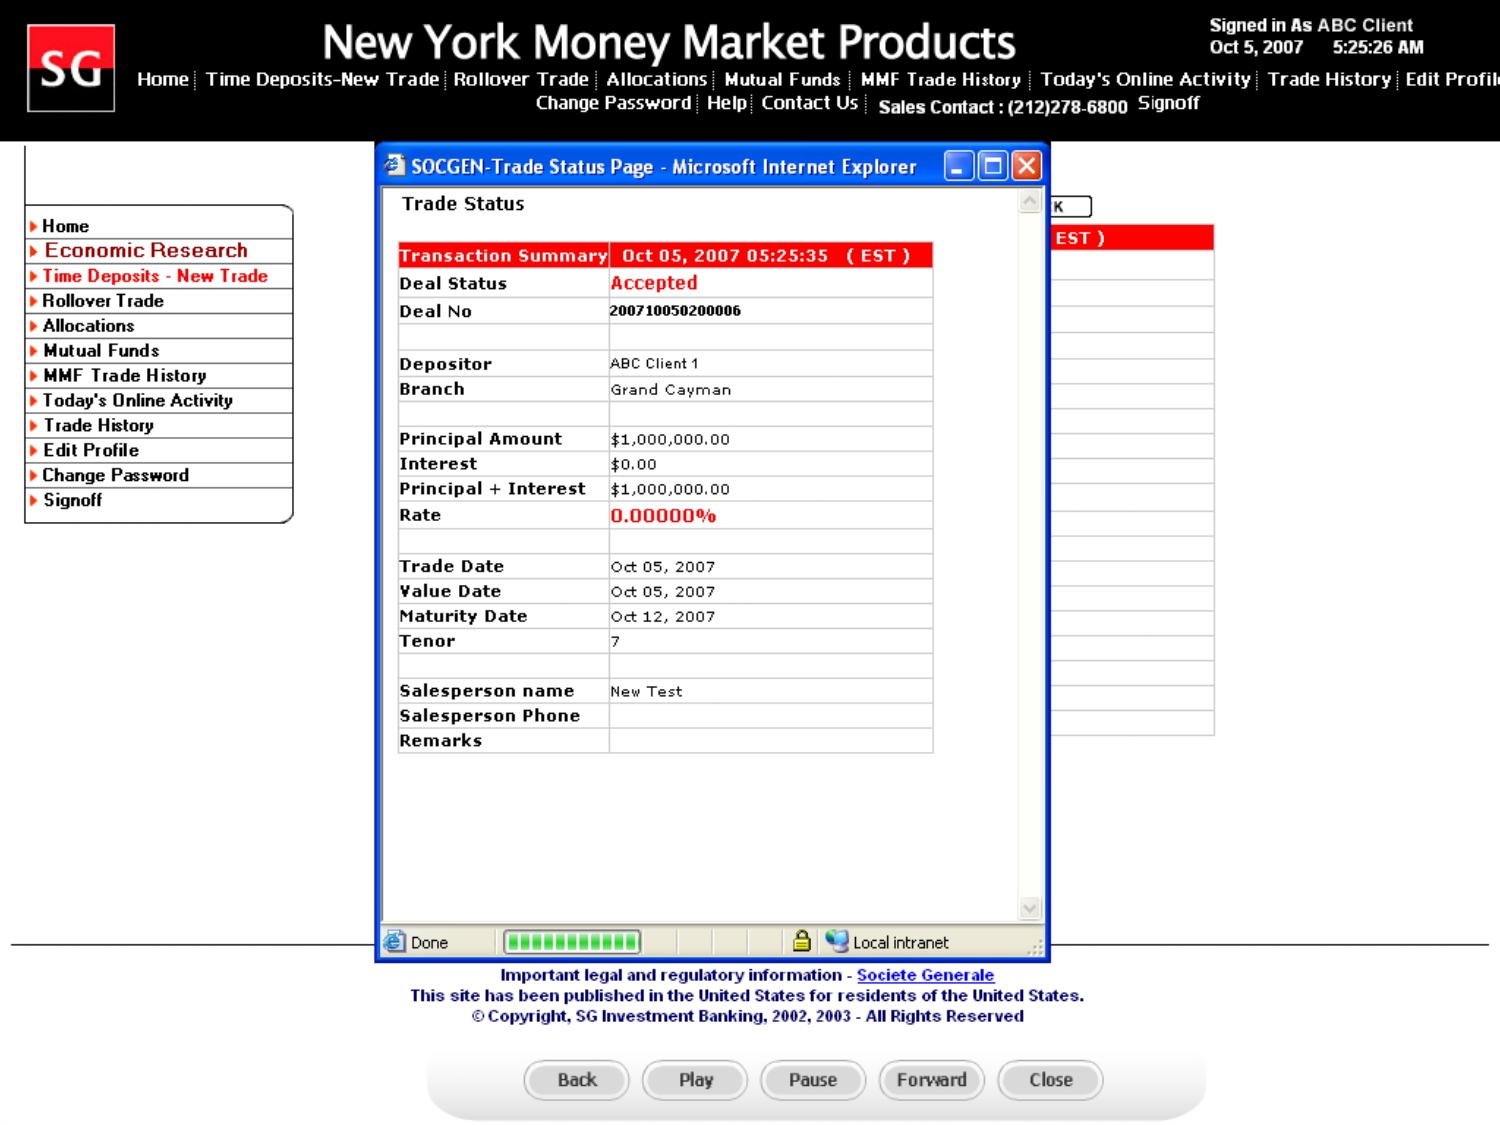 SG
New York Money Market Products
Signed in As ABC Client
Oct 5, 2007 5:25:26 AM
Home Time Deposits-New Trade Rollover Trade Allocations Mutual Funds MMF Trade History Today's Online Activity Trade History Edit Profil
Change Password Help Contact Us Sales Contact : (212)278-6800 Signoff
SOCGEN-Trade Status Page - Microsoft Internet Explorer
Trade Status
K
EST )
Home
Economic Research
Time Deposits - New Trade
Rollover Trade
Allocations
Mutual Funds
MMF Trade History
Today's Online Activity
Trade History
Edit Profile
Change Password
Signoff
Transaction Summary Oct 05, 2007 05:25:35 ( EST )
Deal Status Accepted
Deal No 200710050200006
Depositor ABC Client 1
Branch Grand Cayman
Principal Amount $1,000,000.00
Interest $0.00
Principal + Interest $1,000,000.00
Rate 0.00000%
Trade Date Oct 05, 2007
Value Date Oct 05, 2007
Maturity Date Oct 12, 2007
Tenor 7
Salesperson name New Test
Salesperson Phone
Remarks
Done Local intranet
Important legal and regulatory information - Societe Generale
This site has been published in the United States for residents of the United States.
© Copyright, SG Investment Banking, 2002, 2003 - All Rights Reserved
Back Play Pause Forward Close